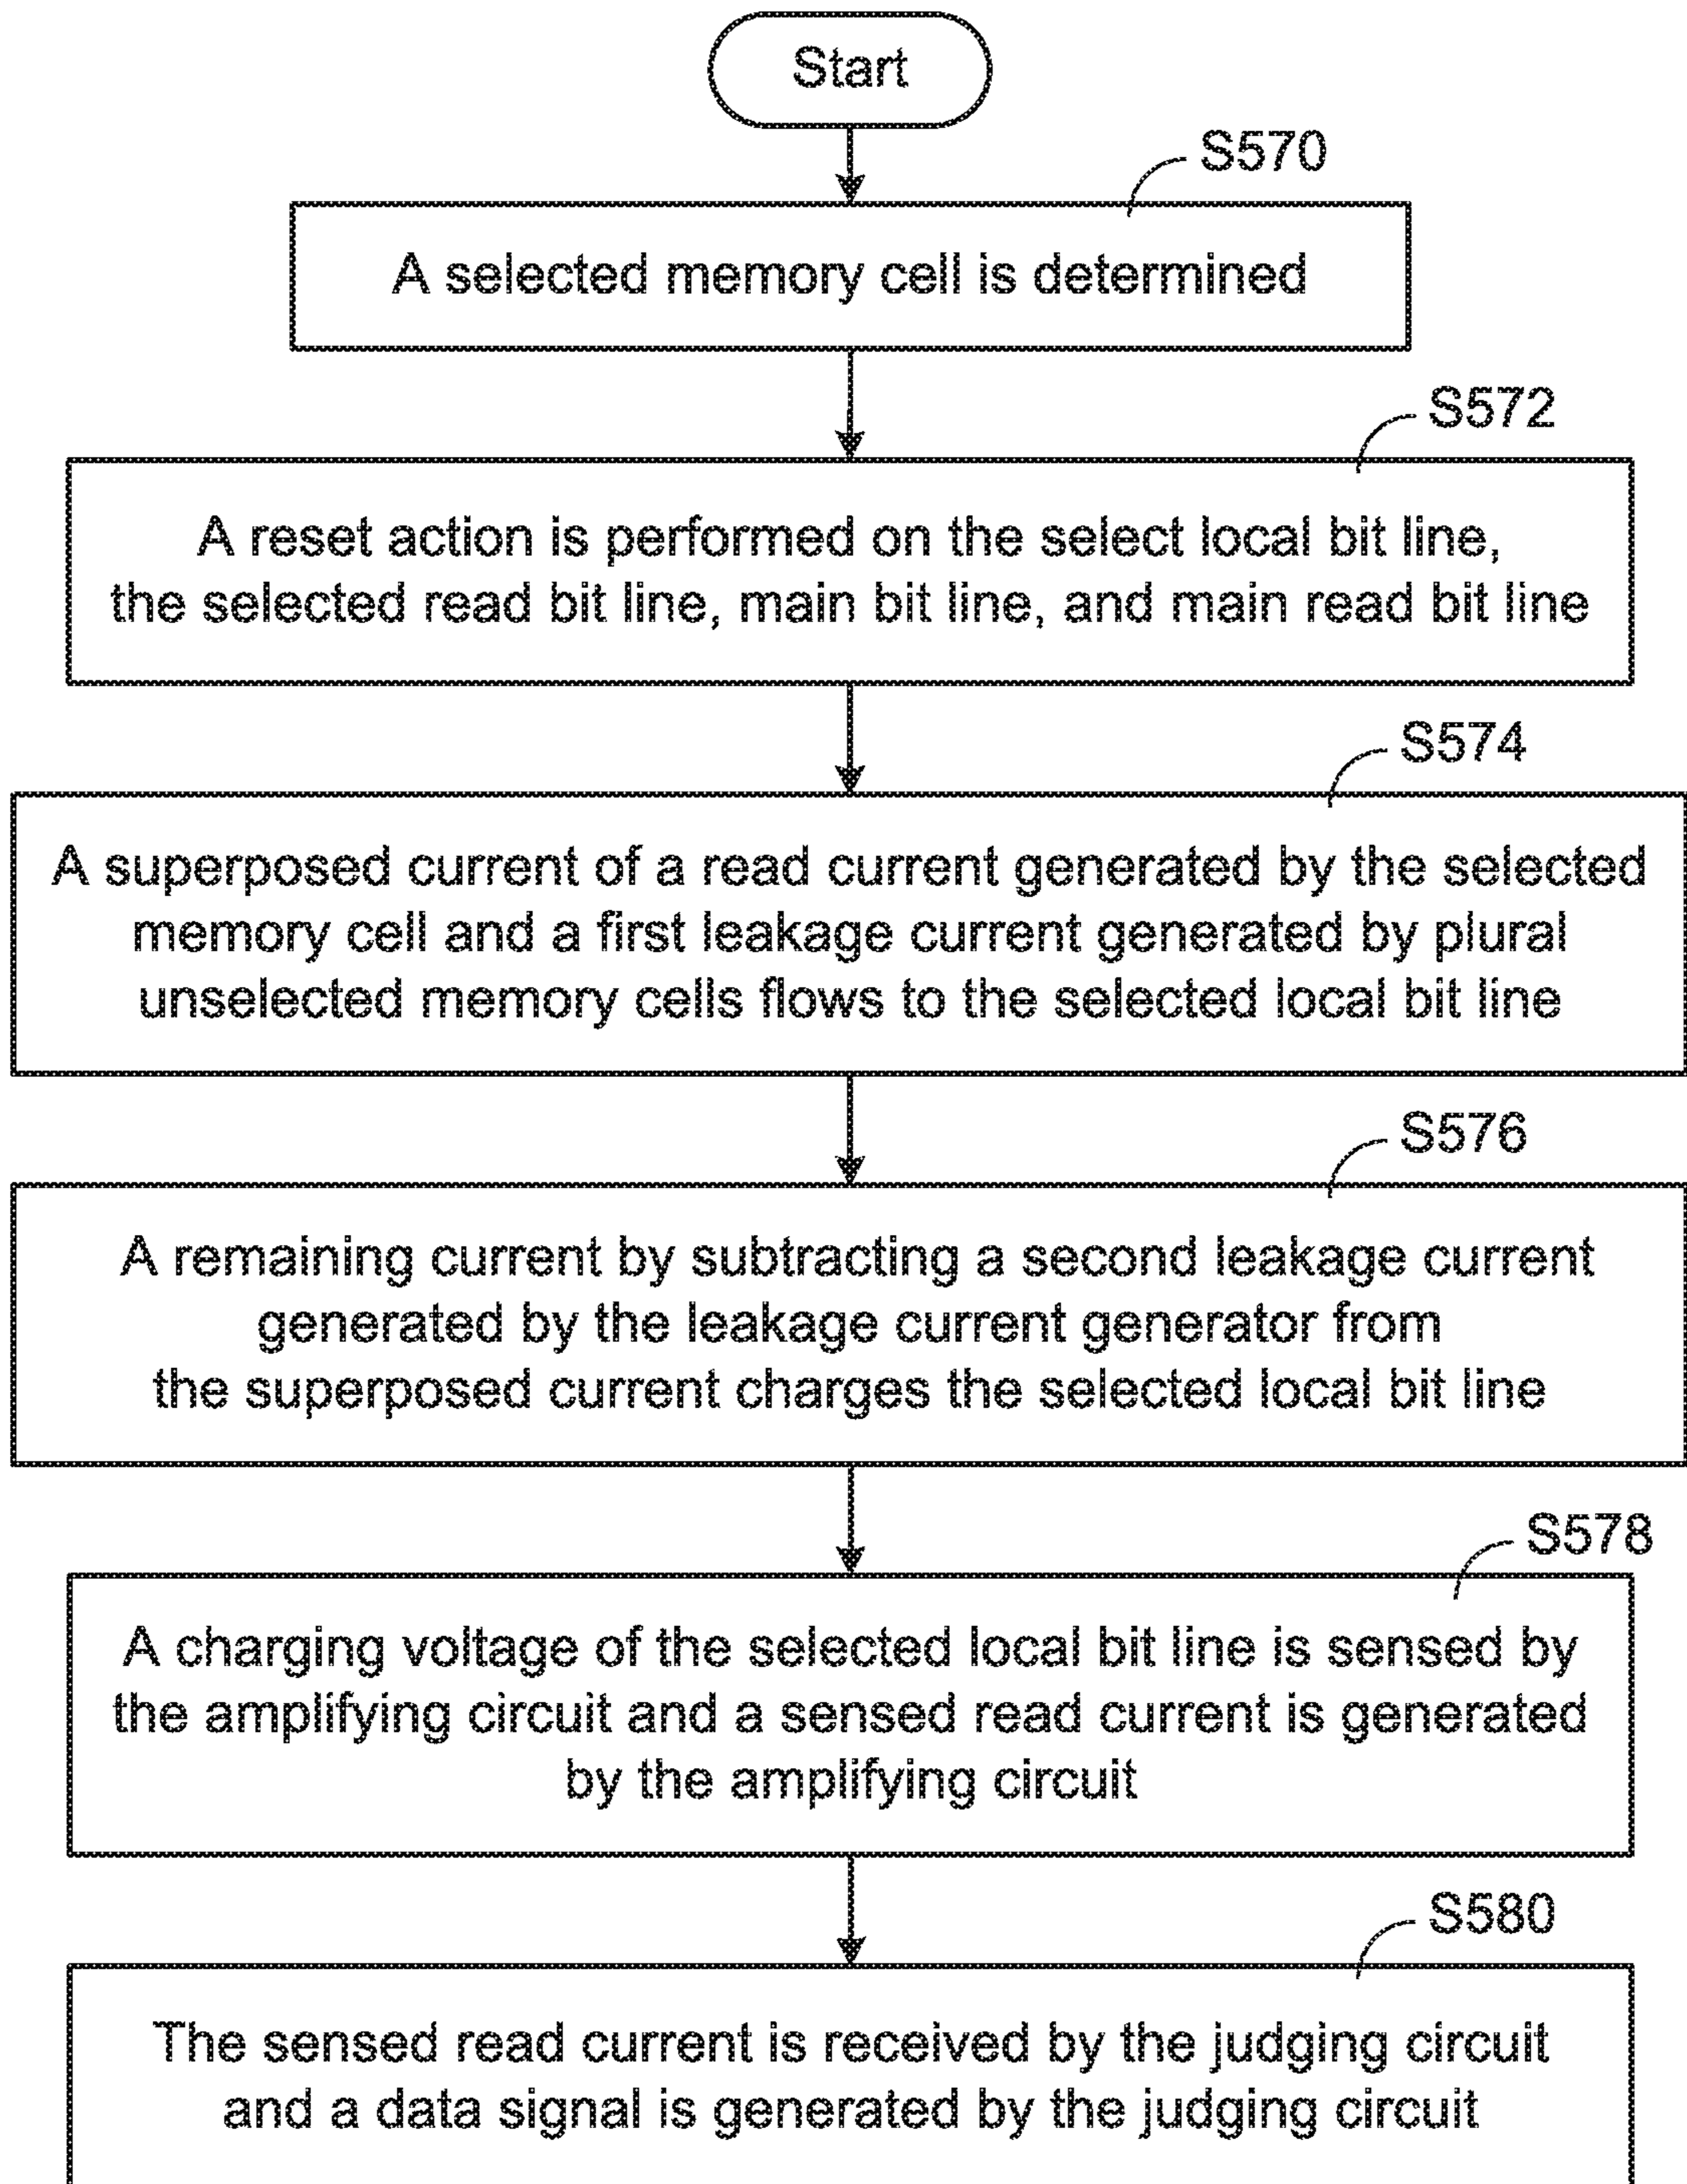 Start
S570
A selected memory cell is determined
S572
A reset action is performed on the select local bit line,
the selected read bit line, main bit line, and main read bit line
S574
A superposed current of a read current generated by the selected
memory cell and a first leakage current generated by plural
unselected memory cells flows to the selected local bit line
S576
A remaining current by subtracting a second leakage current
generated by the leakage current generator from
the superposed current charges the selected local bit line
S578
A charging voltage of the selected local bit line is sensed by
the amplifying circuit and a sensed read current is generated
by the amplifying circuit
S580
The sensed read current is received by the judging circuit
and a data signal is generated by the judging circuit